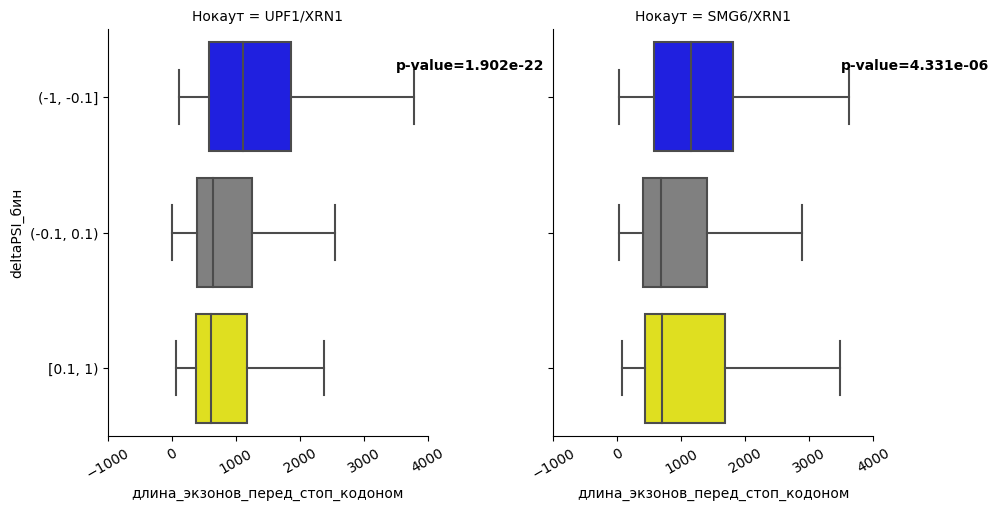 Нокаут = UPF1/XRN1
Нокаут = SMG6/XRN1
p-value=1.902e-22
p-value=4.331e-06
(-1, -0.1]
(-0.1, 0.1)
[0.1, 1)
deltaPSI_бин
−1000 0 1000 2000 3000 4000
−1000 0 1000 2000 3000 4000
длина_экзонов_перед_стоп_кодоном
длина_экзонов_перед_стоп_кодоном